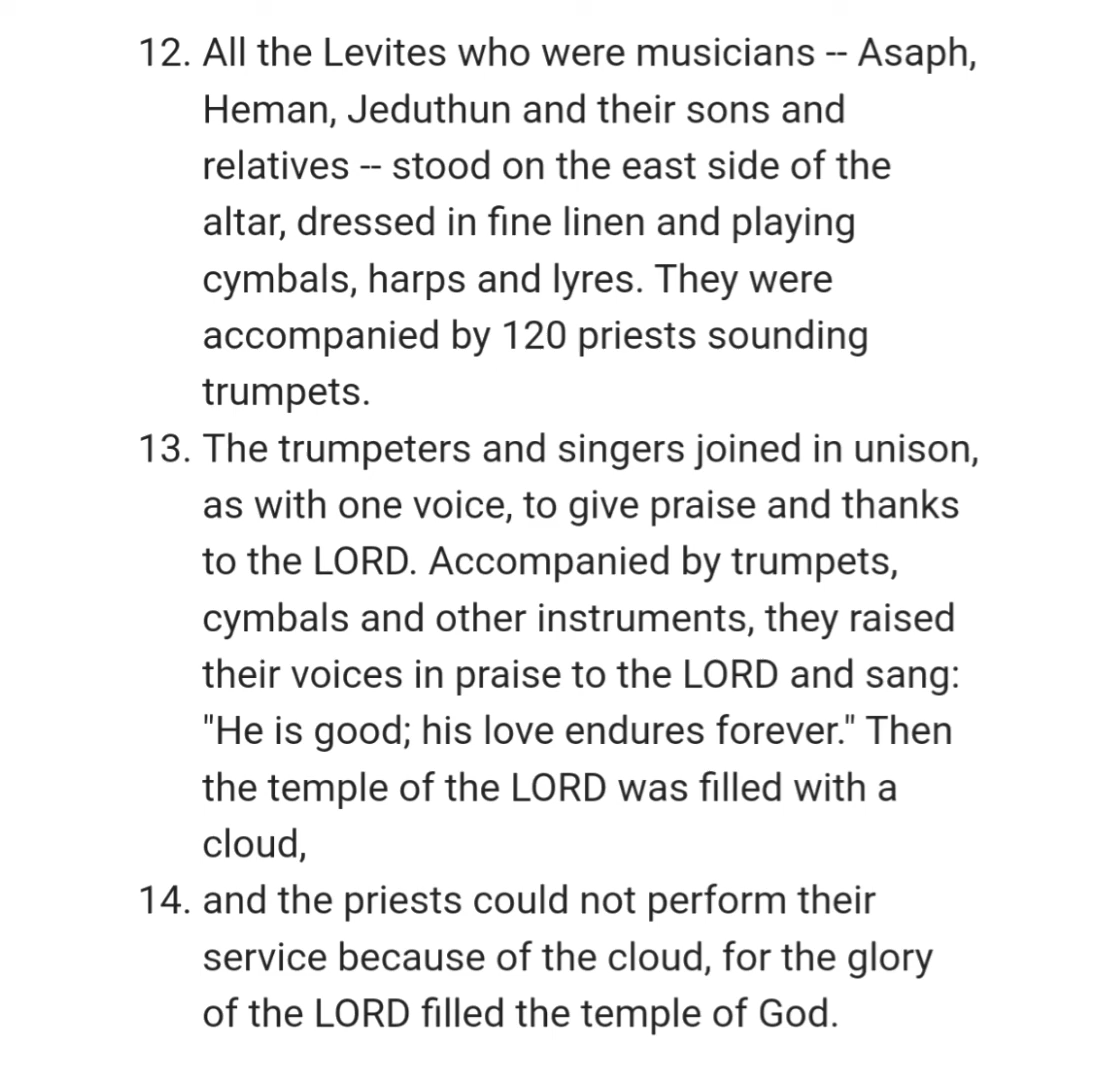 12. All the Levites who were musicians -- Asaph,
Heman, Jeduthun and their sons and
relatives -- stood on the east side of the
altar, dressed in fine linen and playing
cymbals, harps and lyres. They were
accompanied by 120 priests sounding
trumpets.
13. The trumpeters and singers joined in unison,
as with one voice, to give praise and thanks
to the LORD. Accompanied by trumpets,
cymbals and other instruments, they raised
their voices in praise to the LORD and sang:
"He is good; his love endures forever." Then
the temple of the LORD was filled with a
cloud,
14. and the priests could not perform their
service because of the cloud, for the glory
of the LORD filled the temple of God.